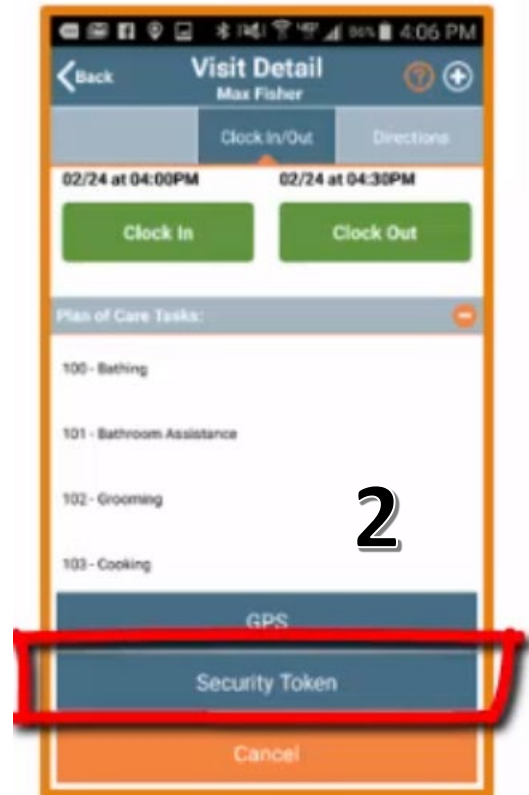 86% 4:06 PM
Back Visit Detail
Max Fisher
Clock In/Out Directions
02/24 at 04:00PM 02/24 at 04:30PM
Clock In Clock Out
Plan of Care Tasks:
100 - Bathing
101 - Bathroom Assistance
102 - Grooming
2
103 - Cooking
GPS
Security Token
Cancel